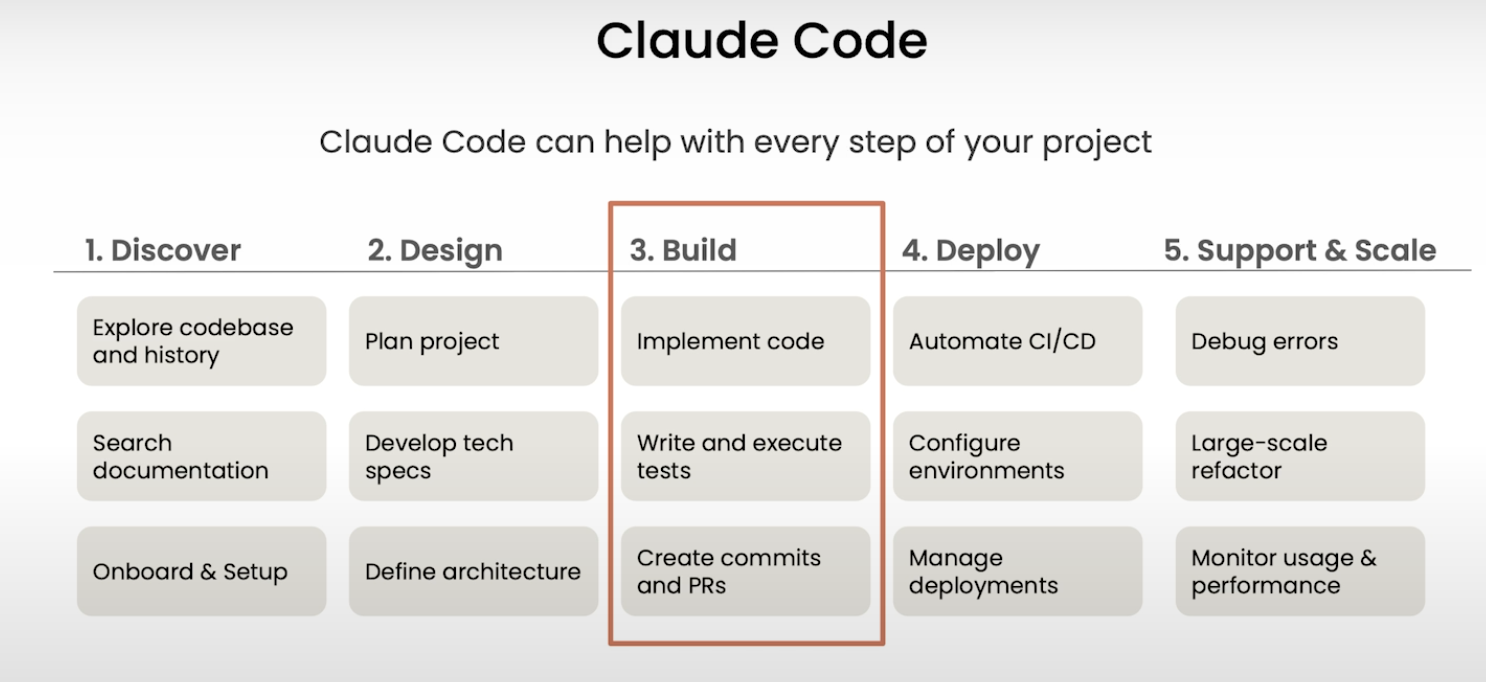 Claude Code
Claude Code can help with every step of your project
1. Discover
Explore codebase
and history
Search
documentation
Onboard & Setup
2. Design
Plan project
Develop tech
specs
Define architecture
3. Build
Implement code
Write and execute
tests
Create commits
and PRs
4. Deploy
Automate CI/CD
Configure
environments
Manage
deployments
5. Support & Scale
Debug errors
Large-scale
refactor
Monitor usage &
performance